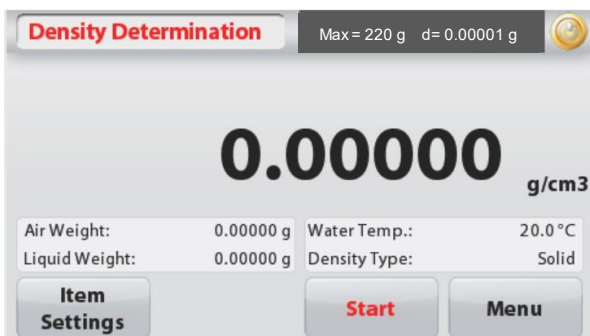 Density Determination Max = 220 g d= 0.00001 g
0.00000 g/cm3
Air Weight: 0.00000 g Water Temp.: 20.0°C
Liquid Weight: 0.00000 g Density Type: Solid
Item
Settings
Start
Menu